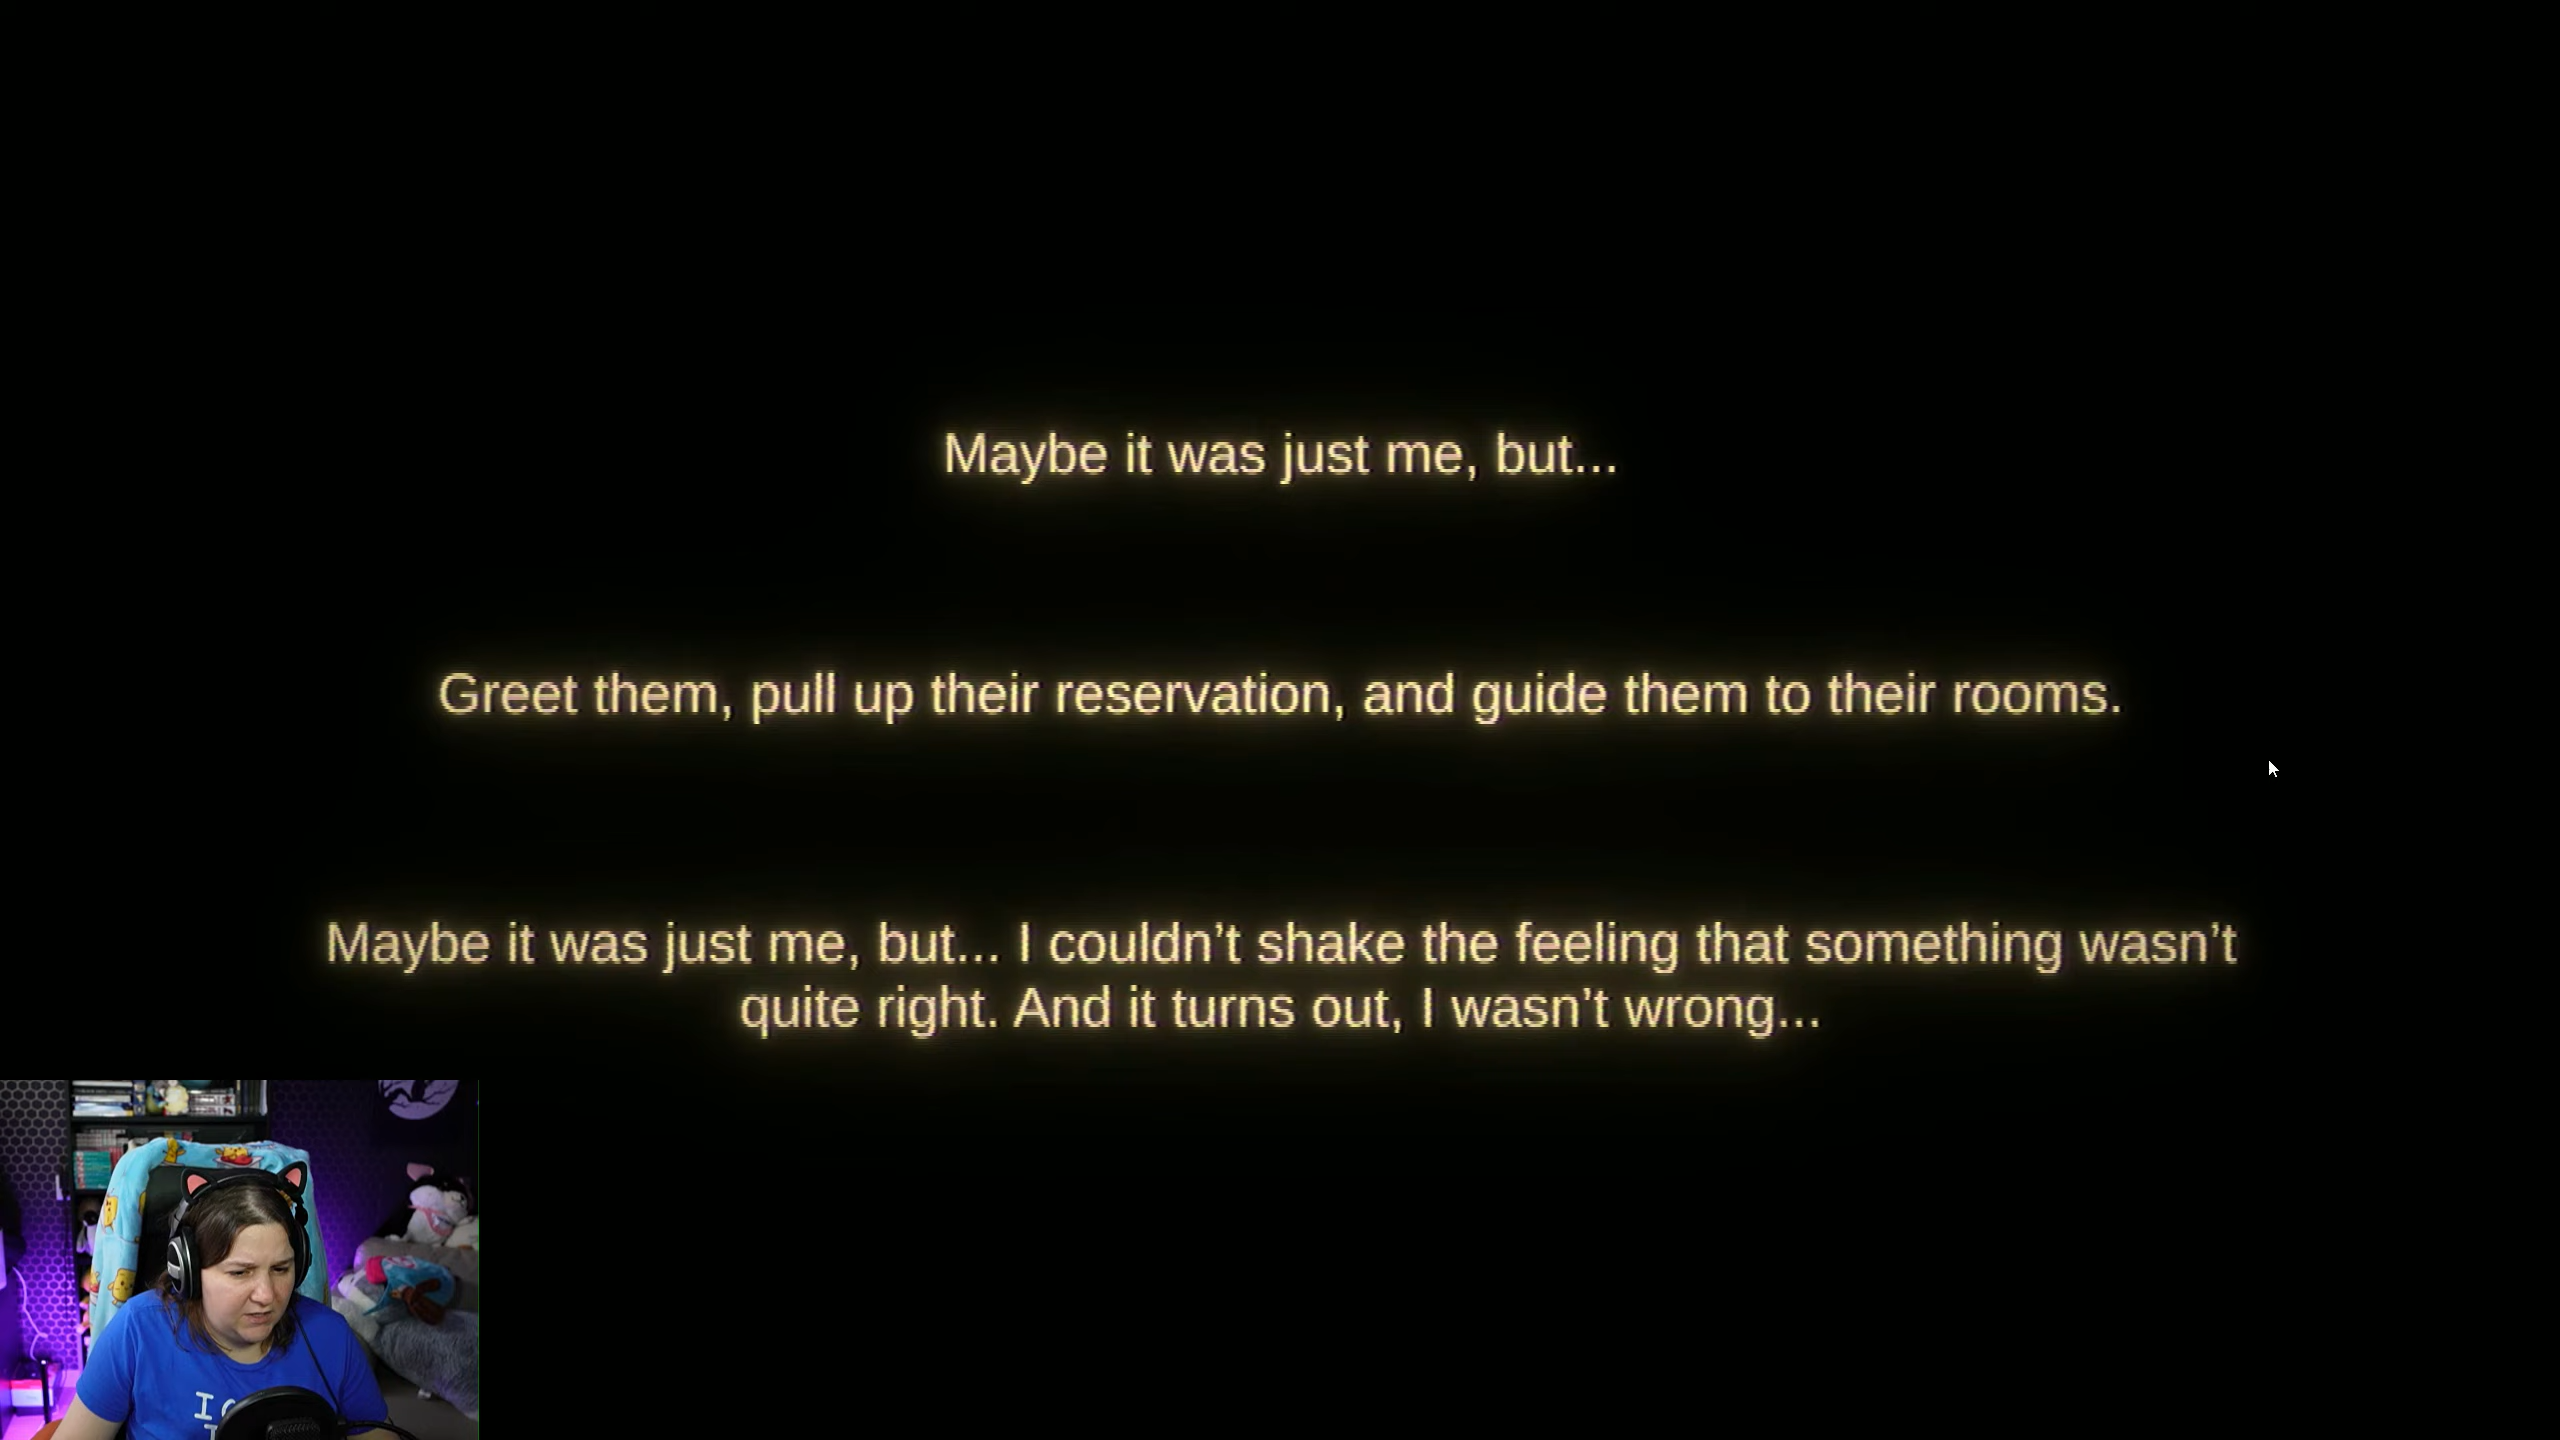 Maybe it was just me, but...
Greet them, pull up their reservation, and guide them to their rooms.
Maybe it was just me, but... I couldn’t shake the feeling that something wasn’t
quite right. And it turns out, I wasn’t wrong...